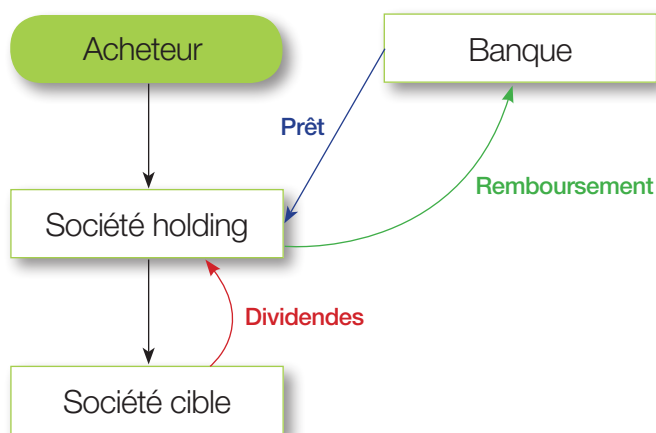 Acheteur
Banque
Prêt
Remboursement
Société holding
Dividendes
Société cible